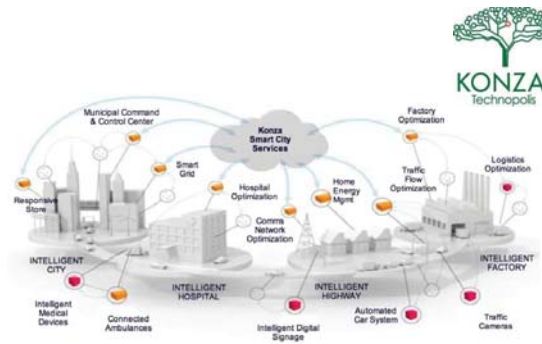 KONZA
Technopolis
Municipal Command
& Control Center
Konza
Smart City
Services
Factory
Optimization
Smart
Grid
Logistics
Optimization
Responsive
Store
Hospital
Optimization
Home
Energy
Mgmt
Traffic
Flow
Optimization
Comms
Network
Optimization
INTELLIGENT
CITY
INTELLIGENT
HOSPITAL
INTELLIGENT
HIGHWAY
INTELLIGENT
FACTORY
Intelligent
Medical
Devices
Connected
Ambulances
Intelligent Digital
Signage
Automated
Car System
Traffic
Cameras